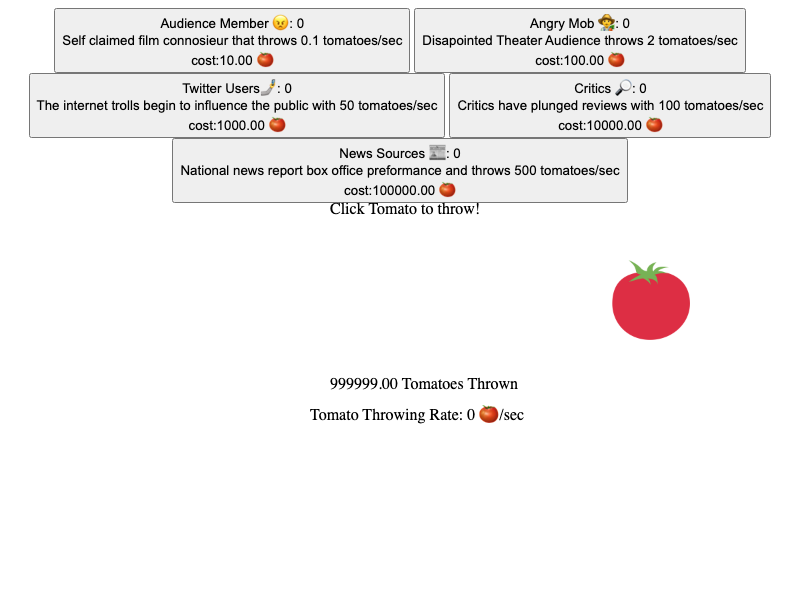 Audience Member 😠: 0
Self claimed film connosieur that throws 0.1 tomatoes/sec
cost:10.00 🍅
Angry Mob 🧑‍🌾: 0
Disapointed Theater Audience throws 2 tomatoes/sec
cost:100.00 🍅
Twitter Users🤳: 0
The internet trolls begin to influence the public with 50 tomatoes/sec
cost:1000.00 🍅
Critics 🔎: 0
Critics have plunged reviews with 100 tomatoes/sec
cost:10000.00 🍅
News Sources 📰: 0
National news report box office preformance and throws 500 tomatoes/sec
cost:100000.00 🍅
Click Tomato to throw!
999999.00 Tomatoes Thrown
Tomato Throwing Rate: 0 🍅/sec